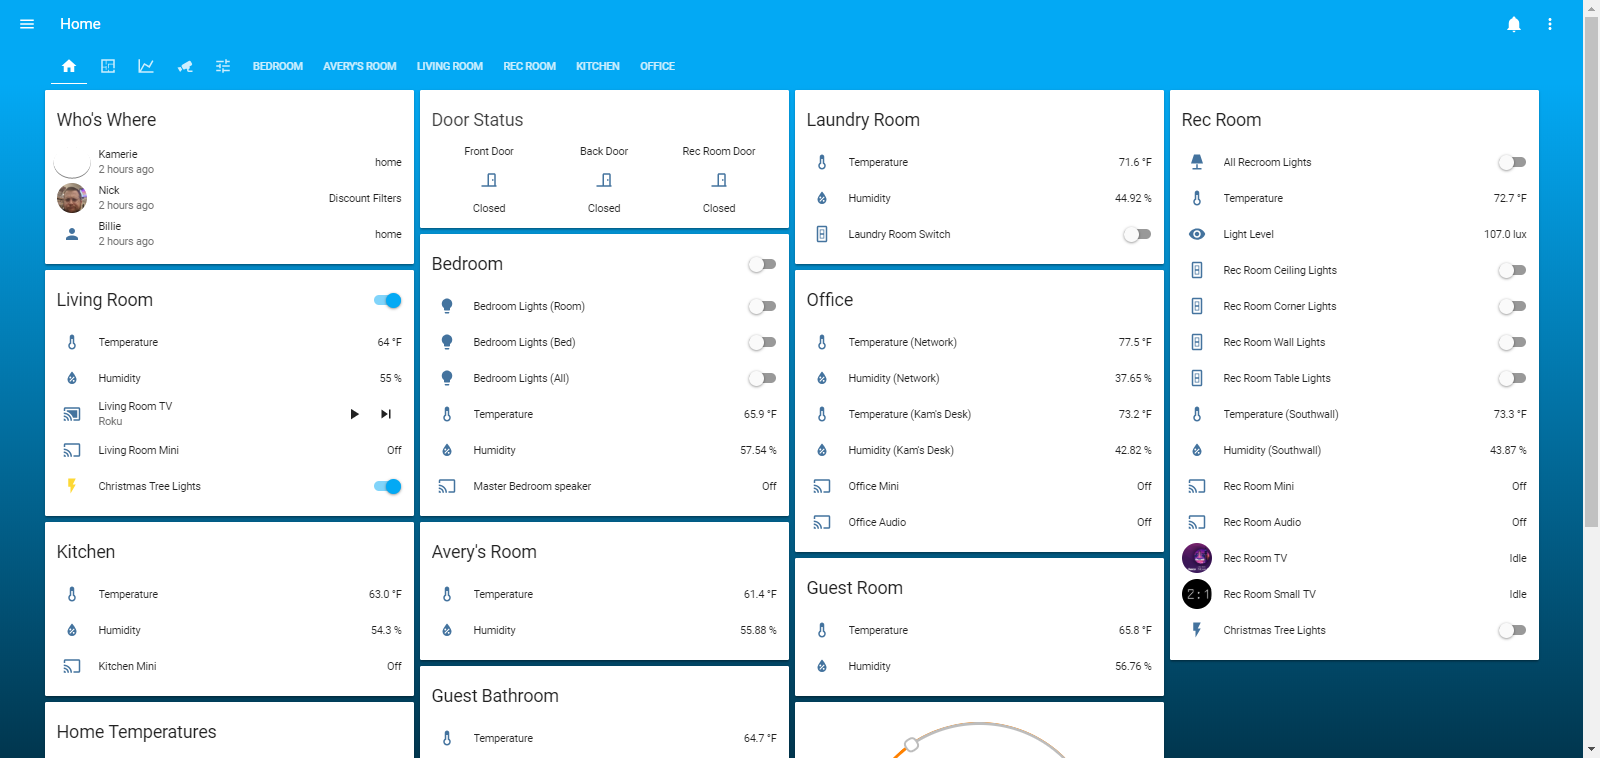 Home
BEDROOM AVERY'S ROOM LIVING ROOM REC ROOM KITCHEN OFFICE
Who's Where
Kamerie
2 hours ago
home
Nick
2 hours ago
Discount Filters
Billie
2 hours ago
home
Living Room
Temperature 64 °F
Humidity 55 %
Living Room TV
Roku
Living Room Mini Off
Christmas Tree Lights
Kitchen
Temperature 63.0 °F
Humidity 54.3 %
Kitchen Mini Off
Home Temperatures
Door Status
Front Door Back Door Rec Room Door
Closed Closed Closed
Bedroom
Bedroom Lights (Room)
Bedroom Lights (Bed)
Bedroom Lights (All)
Temperature 65.9 °F
Humidity 57.54 %
Master Bedroom speaker Off
Avery's Room
Temperature 61.4 °F
Humidity 55.88 %
Guest Bathroom
Temperature 64.7 °F
Laundry Room
Temperature 71.6 °F
Humidity 44.92 %
Laundry Room Switch
Office
Temperature (Network) 77.5 °F
Humidity (Network) 37.65 %
Temperature (Kam's Desk) 73.2 °F
Humidity (Kam's Desk) 42.82 %
Office Mini Off
Office Audio Off
Guest Room
Temperature 65.8 °F
Humidity 56.76 %
Rec Room
All Recroom Lights
Temperature 72.7 °F
Light Level 107.0 lux
Rec Room Ceiling Lights
Rec Room Corner Lights
Rec Room Wall Lights
Rec Room Table Lights
Temperature (Southwall) 73.3 °F
Humidity (Southwall) 43.87 %
Rec Room Mini Off
Rec Room Audio Off
Rec Room TV Idle
2:1
Rec Room Small TV Idle
Christmas Tree Lights